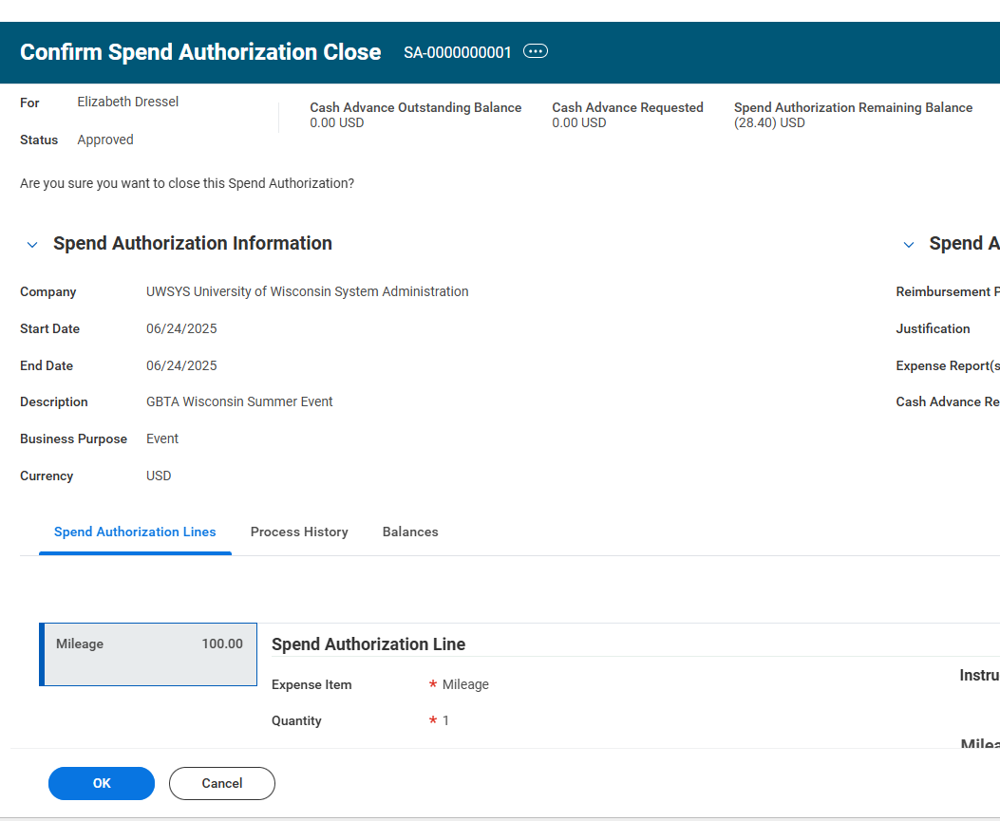 Confirm Spend Authorization Close SA-0000000001
For Elizabeth Dressel
Status Approved
Cash Advance Outstanding Balance
0.00 USD
Cash Advance Requested
0.00 USD
Spend Authorization Remaining Balance
(28.40) USD
Are you sure you want to close this Spend Authorization?
Spend Authorization Information
Company UWSYS University of Wisconsin System Administration
Start Date 06/24/2025
End Date 06/24/2025
Description GBTA Wisconsin Summer Event
Business Purpose Event
Currency USD
Spend A
Reimbursement P
Justification
Expense Report(s
Cash Advance Re
Spend Authorization Lines Process History Balances
Mileage 100.00
Spend Authorization Line
Expense Item * Mileage
Quantity * 1
Instru
Milea
OK Cancel